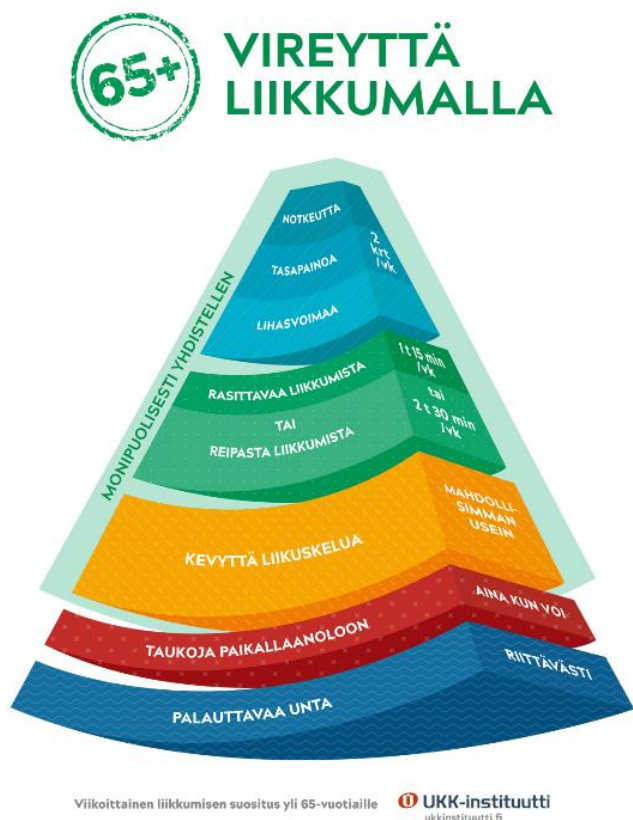 65+
VIREYTTÄ
LIIKKUMALLA
MONIPUOLISESTI YHDISTELLEN
NOTKEUTTA
TASAPAINOA
LIHASVOIMAA
2
krt
/vk
RASITTAVAA LIIKKUMISTA
1 t 15 min
/vk
TAI
REIPASTA LIIKKUMISTA
tai
2 t 30 min
/vk
KEVYTTÄ LIIKUSKELUA
MAHDOLLI-
SIMMAN
USEIN
TAUKOJA PAIKALLAANOLOON
AINA KUN VOI
PALAUTTAVAA UNTA
RIITTÄVÄSTI
Viikoittainen liikkumisen suositus yli 65-vuotiaille
UKK-instituutti
ukkinstituutti.fi